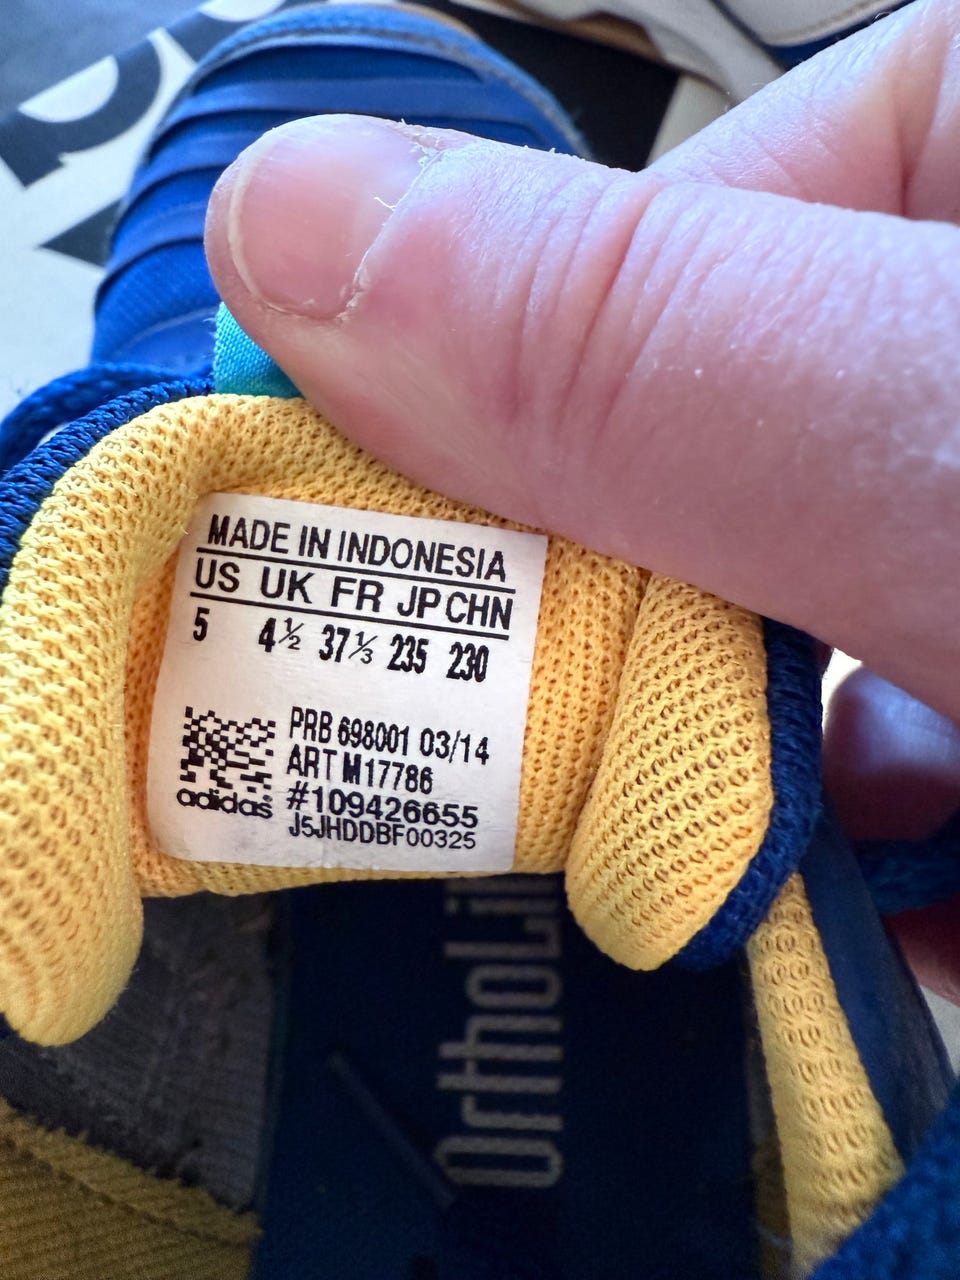 MADE IN INDONESIA
US UK FR JP CHN
5 4½ 37⅓ 235 230
PRB 698001 03/14
ART M17786
#109426655
J5JHDDBF00325
adidas
OrthoLi